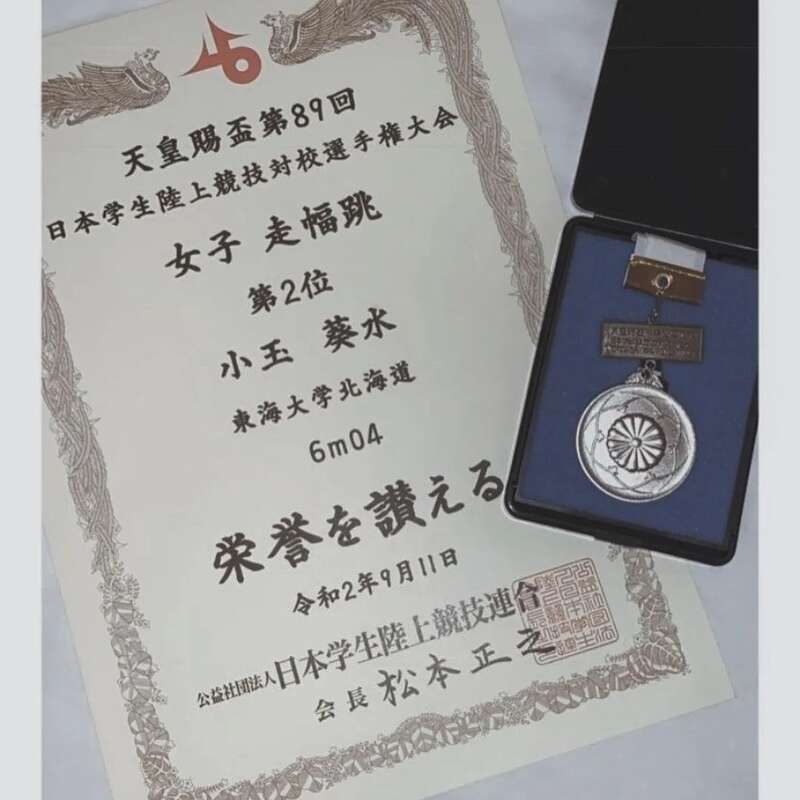 天皇賜盃第89回
日本学生陸上競技対校選手権大会
女子 走幅跳
第2位
小玉 葵水
東海大学北海道
6m04
栄誉を讃える
令和2年9月11日
公益社団法人日本学生陸上競技連合
会長 松本正之